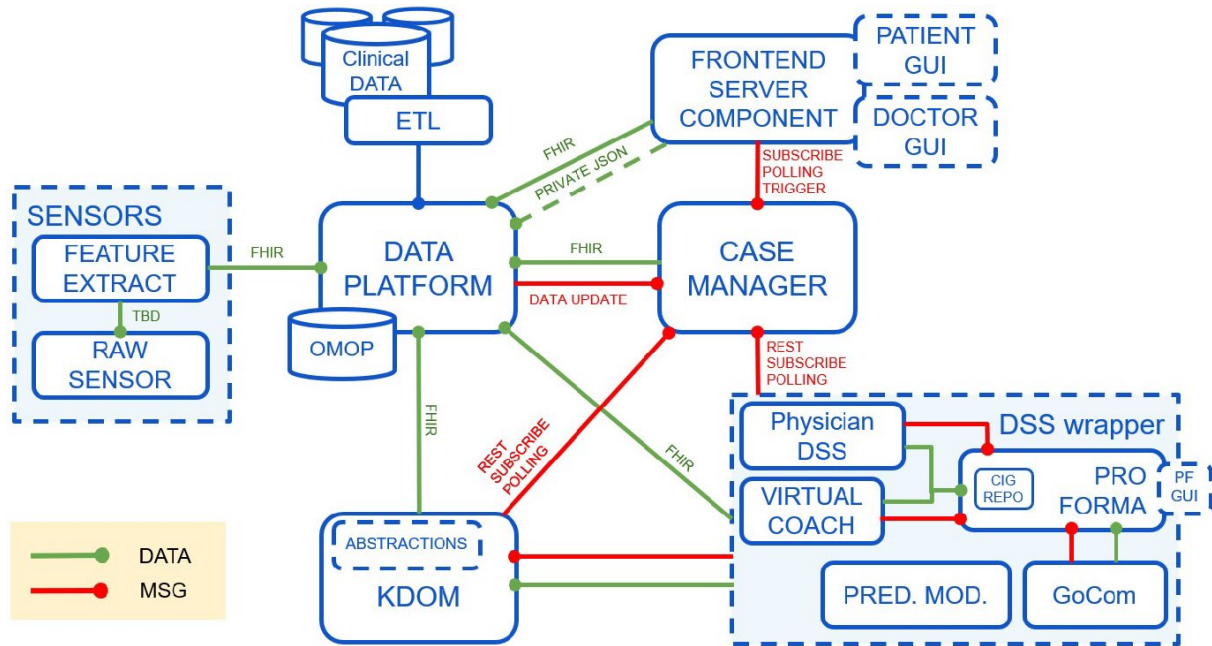 Clinical
DATA
ETL
FRONTEND
SERVER
COMPONENT
PATIENT
GUI
DOCTOR
GUI
FHIR
PRIVATE JSON
SUBSCRIBE
POLLING
TRIGGER
SENSORS
FEATURE
EXTRACT
TBD
RAW
SENSOR
FHIR
DATA
PLATFORM
OMOP
FHIR
DATA UPDATE
CASE
MANAGER
FHIR
REST
SUBSCRIBE
POLLING
FHIR
REST
SUBSCRIBE
POLLING
DSS wrapper
Physician
DSS
VIRTUAL
COACH
CIG
REPO
PRO
FORMA
PF
GUI
PRED. MOD.
GoCom
ABSTRACTIONS
KDOM
DATA
MSG